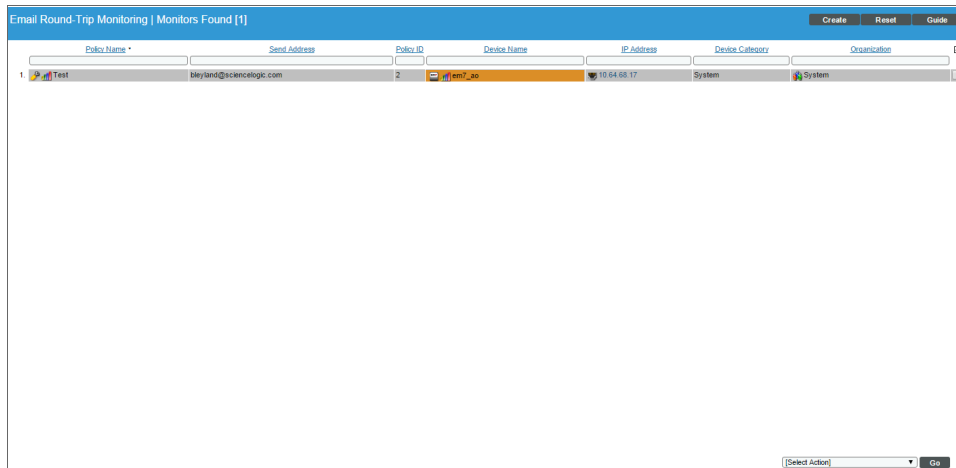 Email Round-Trip Monitoring | Monitors Found [1]
Create Reset Guide
Policy Name • Send Address Policy ID Device Name IP Address Device Category Organization
1. Test bleyland@sciencelogic.com 2 em7_ao 10.64.68.17 System System
[Select Action] Go